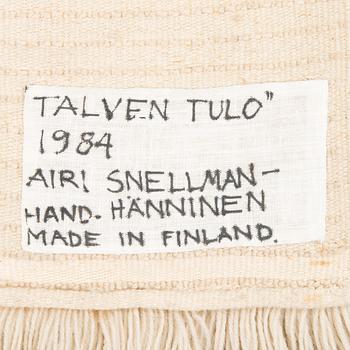 TALVEN TULO"
1984
AIRI SNELLMAN-
HAND. HÄNNINEN
MADE IN FINLAND.